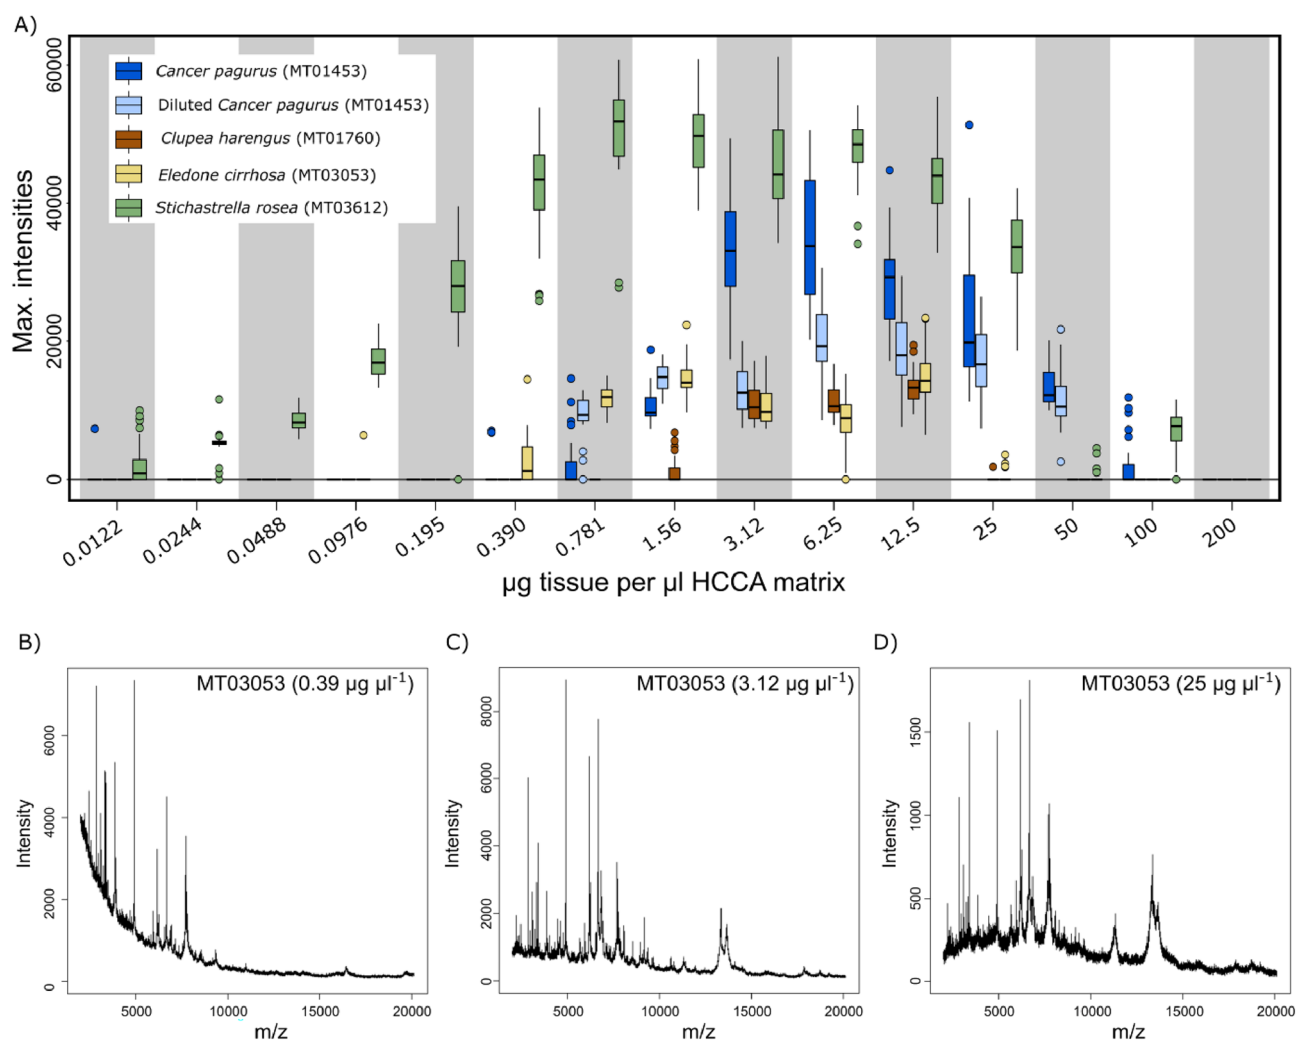 A)
Max. intensities
60000
40000
20000
0
Cancer pagurus (MT01453)
Diluted Cancer pagurus (MT01453)
Clupea harengus (MT01760)
Eledone cirrhosa (MT03053)
Stichastrella rosea (MT03612)
0.0122 0.0244 0.0488 0.0976 0.195 0.390 0.781 1.56 3.12 6.25 12.5 25 50 100 200
µg tissue per µl HCCA matrix
B)
MT03053 (0.39 µg µl⁻¹)
Intensity
6000
4000
2000
0
5000 10000 15000 20000
m/z
C)
MT03053 (3.12 µg µl⁻¹)
Intensity
8000
6000
4000
2000
0
5000 10000 15000 20000
m/z
D)
MT03053 (25 µg µl⁻¹)
Intensity
1500
1000
500
0
5000 10000 15000 20000
m/z